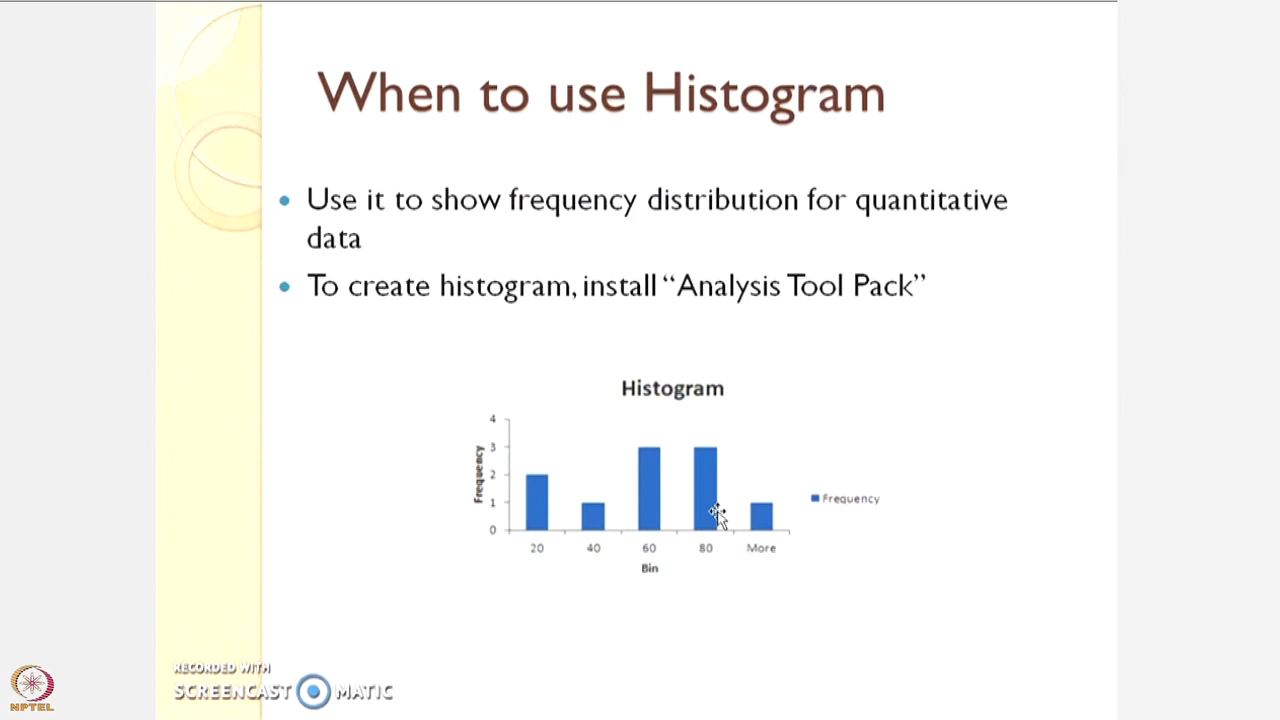 When to use Histogram
Use it to show frequency distribution for quantitative
data
To create histogram, install “Analysis Tool Pack”
Histogram
4
3
2
1
0
Frequency
20 40 60 80 More
Bin
Frequency
RECORDED WITH
SCREENCAST MATIC
NPTEL